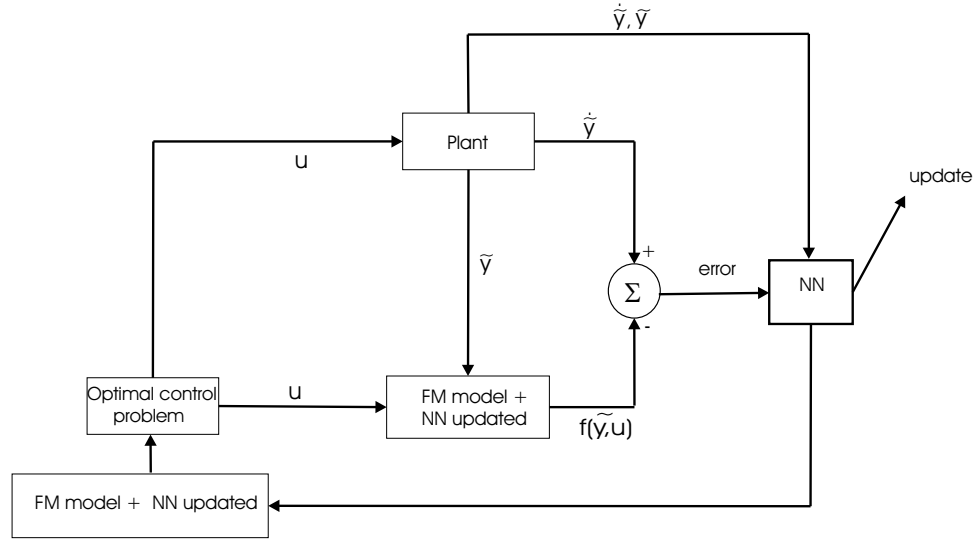 ẏ̃, ỹ
Plant
ẏ̃
u
update
ỹ
+
error
NN
Σ
-
Optimal control
problem
u
FM model +
NN updated
f(ỹ,u)
FM model + NN updated